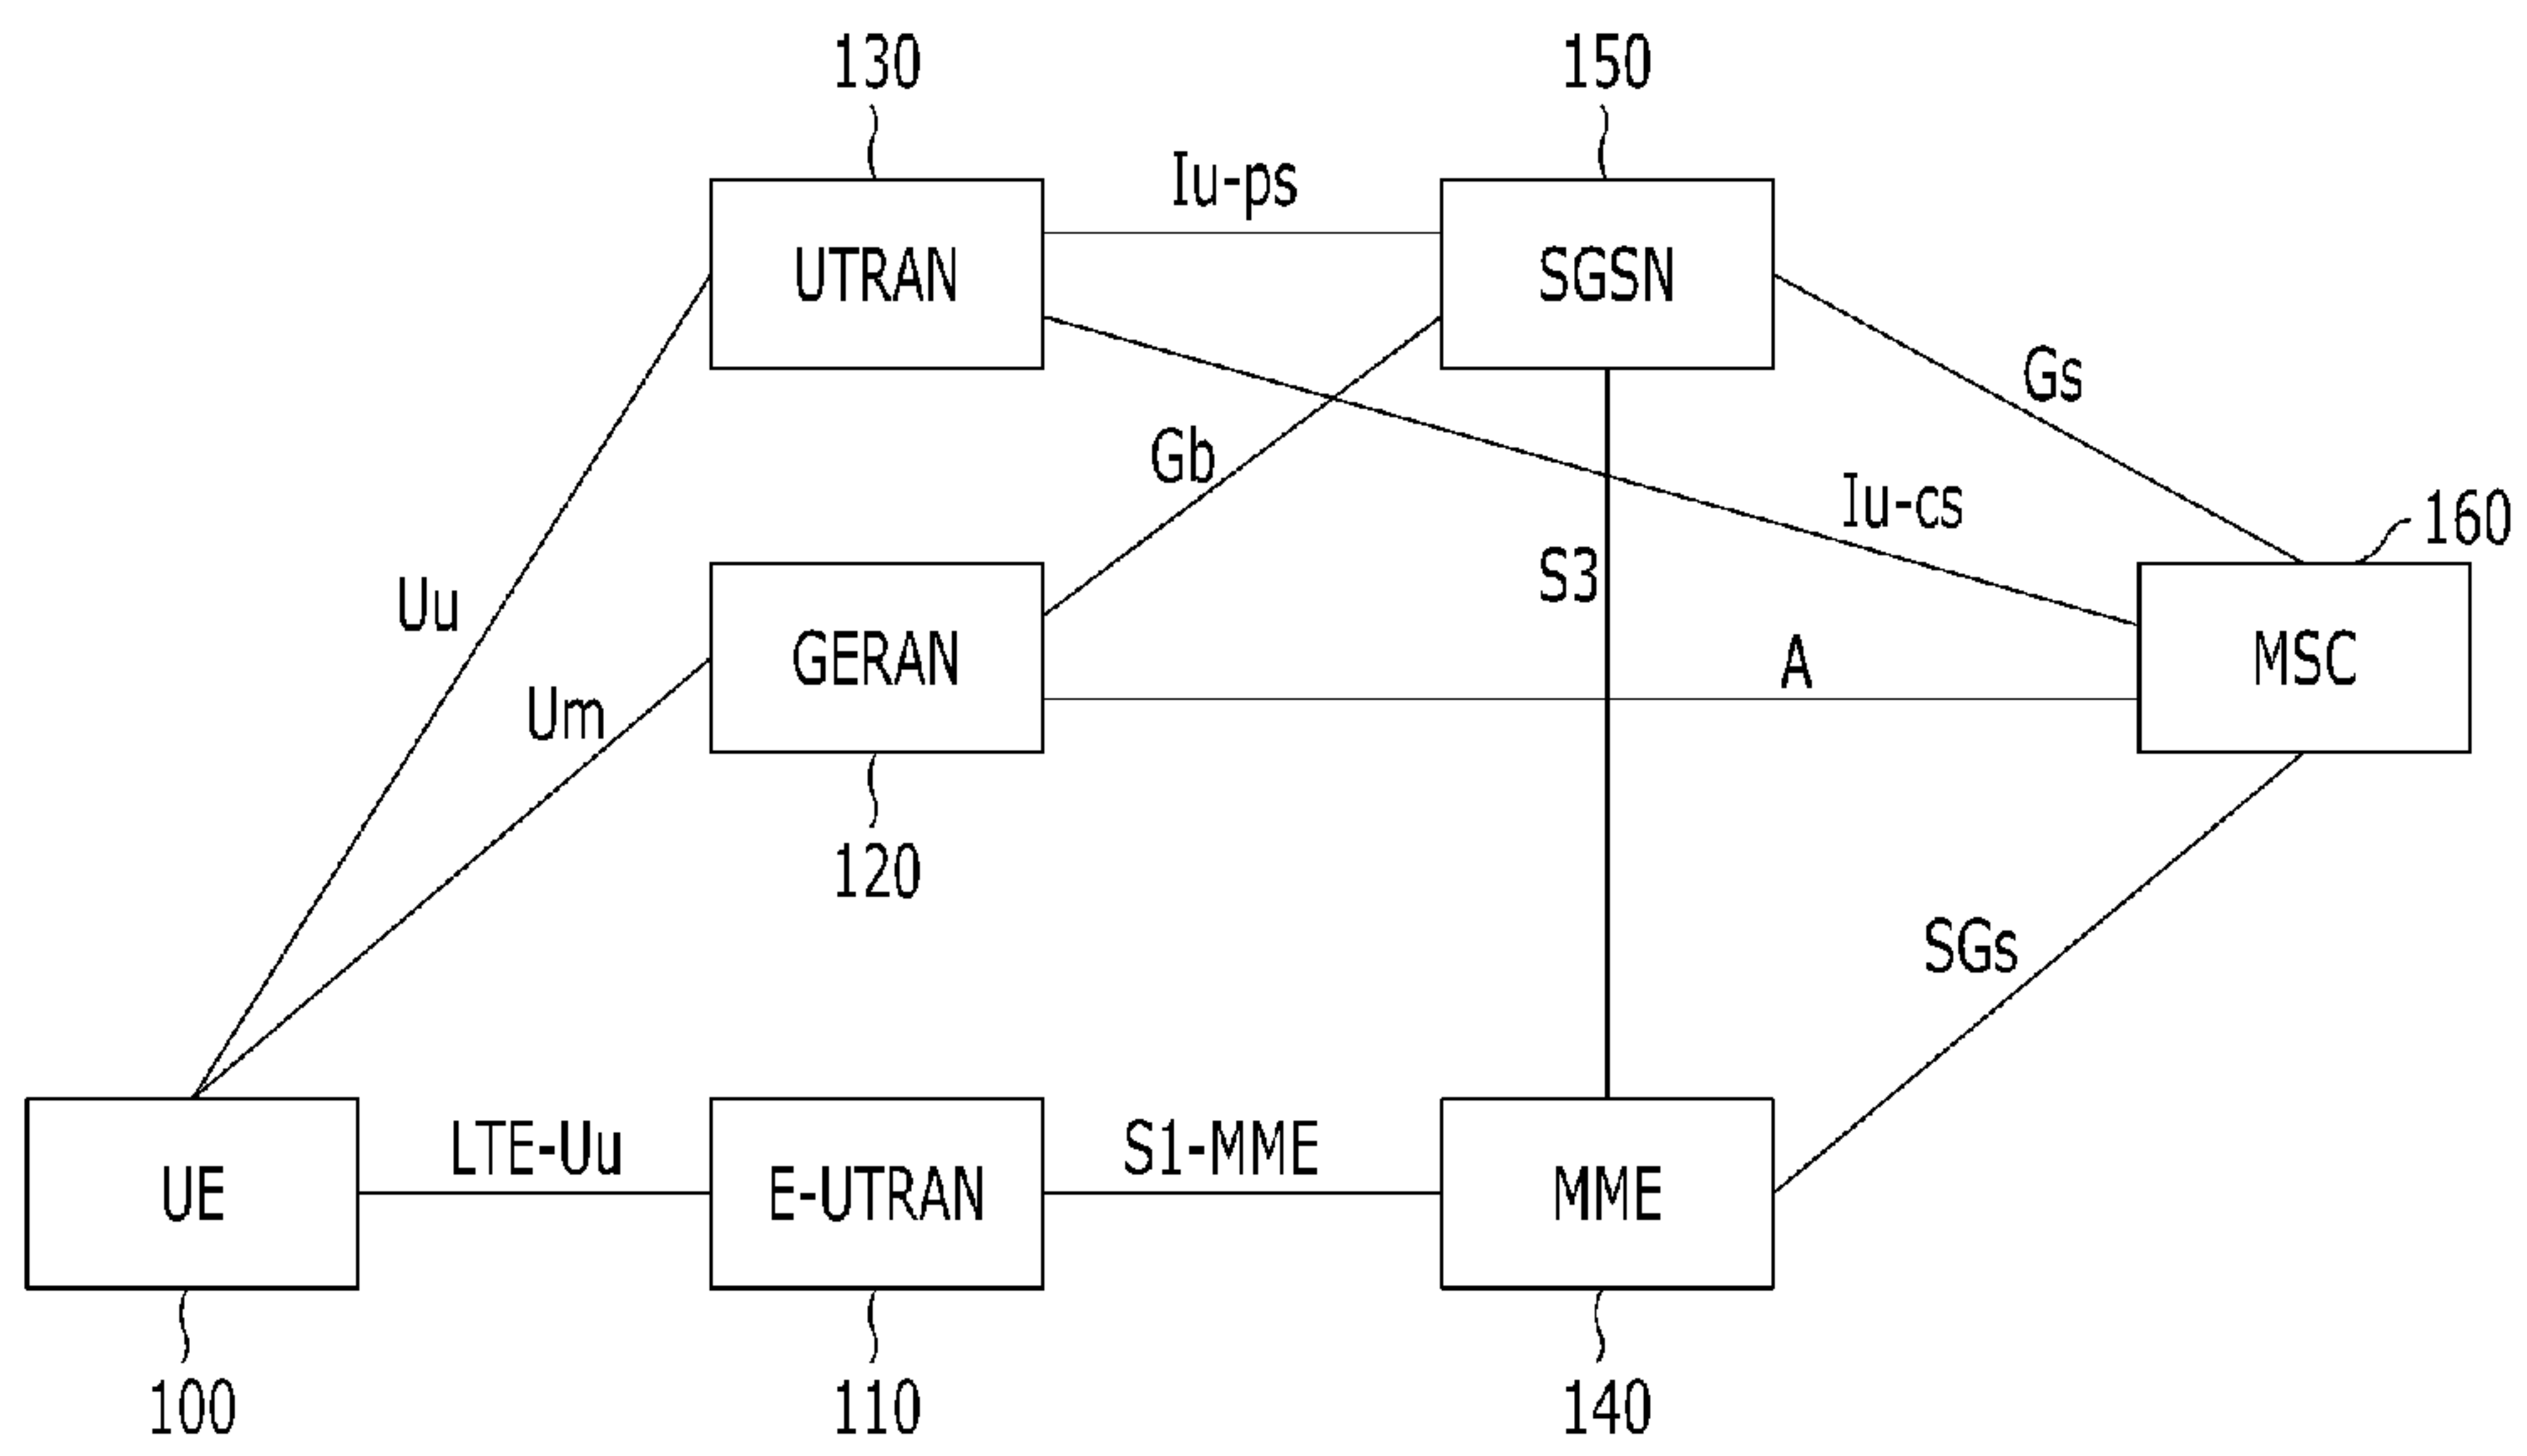 130
150
Iu-ps
UTRAN
SGSN
Gs
Gb
Iu-cs
160
S3
Uu
GERAN
A
MSC
Um
120
SGs
LTE-Uu
S1-MME
UE
E-UTRAN
MME
100
110
140